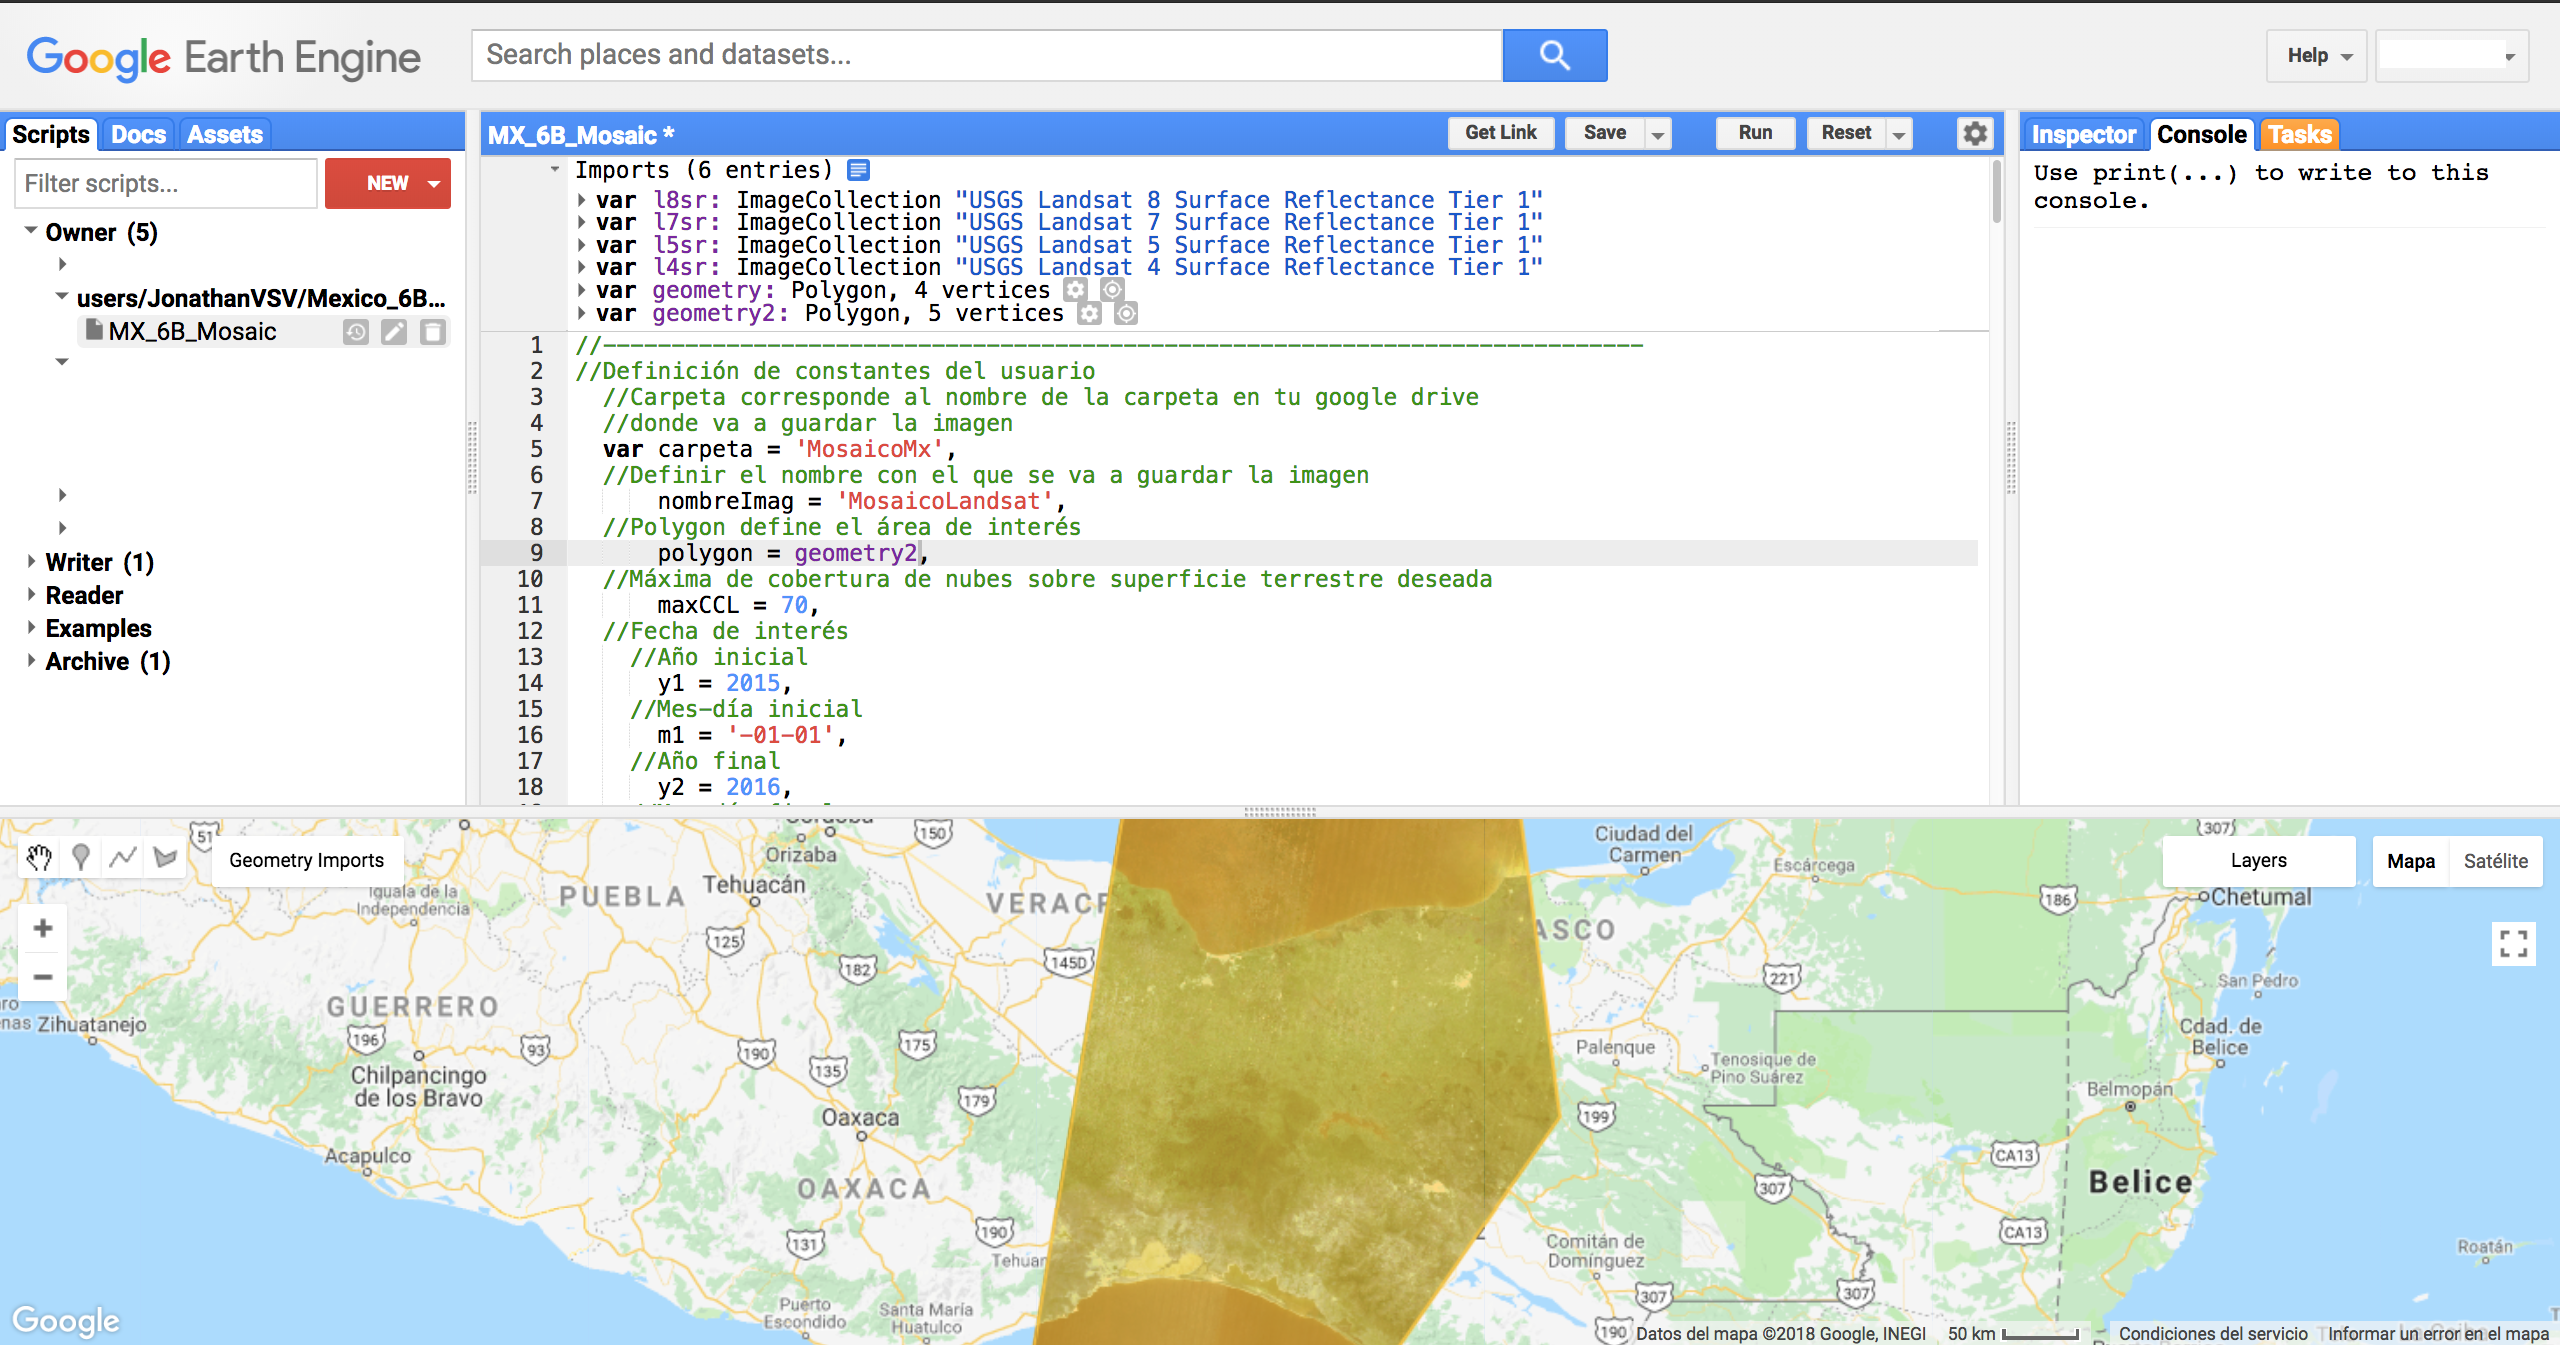 Google Earth Engine
Search places and datasets...
Help
Scripts
Docs
Assets
Filter scripts...
NEW
Owner (5)
users/JonathanVSV/Mexico_6B...
MX_6B_Mosaic
Writer (1)
Reader
Examples
Archive (1)
MX_6B_Mosaic *
Get Link
Save
Run
Reset
Imports (6 entries)
var l8sr: ImageCollection "USGS Landsat 8 Surface Reflectance Tier 1"
var l7sr: ImageCollection "USGS Landsat 7 Surface Reflectance Tier 1"
var l5sr: ImageCollection "USGS Landsat 5 Surface Reflectance Tier 1"
var l4sr: ImageCollection "USGS Landsat 4 Surface Reflectance Tier 1"
var geometry: Polygon, 4 vertices
var geometry2: Polygon, 5 vertices
1 //----------------------------------------------------------------------------
2 //Definición de constantes del usuario
3 //Carpeta corresponde al nombre de la carpeta en tu google drive
4 //donde va a guardar la imagen
5 var carpeta = 'MosaicoMx',
6 //Definir el nombre con el que se va a guardar la imagen
7 nombreImag = 'MosaicoLandsat',
8 //Polygon define el área de interés
9 polygon = geometry2,
10 //Máxima de cobertura de nubes sobre superficie terrestre deseada
11 maxCCL = 70,
12 //Fecha de interés
13 //Año inicial
14 y1 = 2015,
15 //Mes-día inicial
16 m1 = '-01-01',
17 //Año final
18 y2 = 2016,
Inspector
Console
Tasks
Use print(...) to write to this
console.
Geometry Imports
Layers
Mapa
Satélite
51
150
Orizaba
Ciudad del
Carmen
Escárcega
307
Iguala de la
Independencia
PUEBLA
Tehuacán
186
Chetumal
125
182
145D
221
San Pedro
GUERRERO
Zihuatanejo
196
93
190
175
135
Cdad. de
Belice
Palenque
Tenosique de
Pino Suárez
Chilpancingo
de los Bravo
179
Oaxaca
199
Belmopán
Acapulco
OAXACA
CA13
307
Belice
190
131
CA13
Comitán de
Domínguez
Roatán
Puerto
Escondido
Santa María
Huatulco
307
307
190
Google
Datos del mapa ©2018 Google, INEGI
50 km
Condiciones del servicio
Informar un error en el mapa